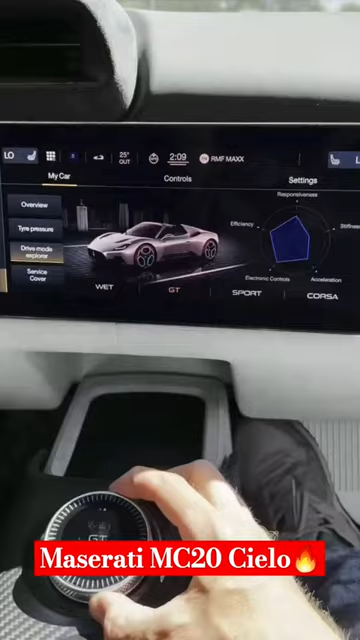 LO
25°
OUT
2:09
RMF MAXX
My Car
Controls
Settings
Overview
Tyre pressure
Drive mode
explorer
Service
Cover
Responsiveness
Efficiency
Electronic Controls
Acceleration
WET
GT
SPORT
CORSA
GT
Maserati MC20 Cielo🔥